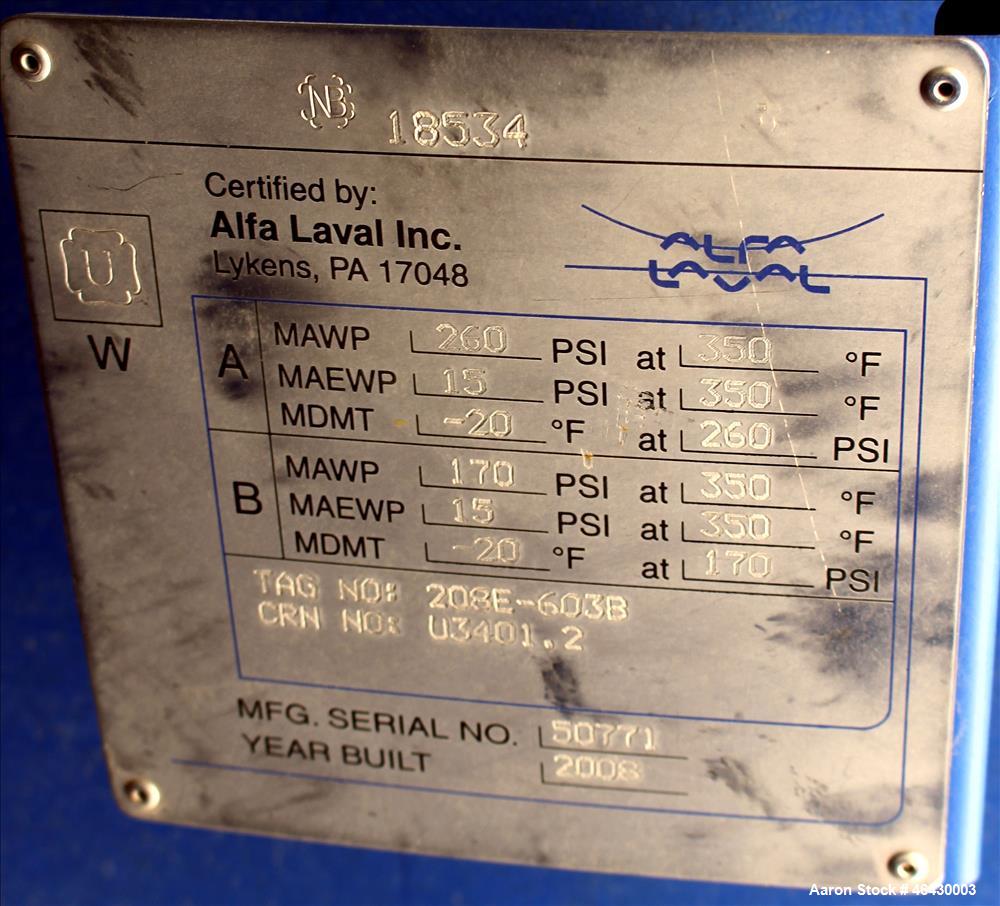 NB 18534
Certified by:
Alfa Laval Inc.
Lykens, PA 17048
ALFA
LAVAL
U
W
A
MAWP 260 PSI at 350 °F
MAEWP 15 PSI at 350 °F
MDMT -20 °F at 260 PSI
B
MAWP 170 PSI at 350 °F
MAEWP 15 PSI at 350 °F
MDMT -20 °F at 170 PSI
TAG NO: 208E-603B
CRN NO: U3401.2
MFG. SERIAL NO. 50771
YEAR BUILT 2008
Aaron Stock # 48430003